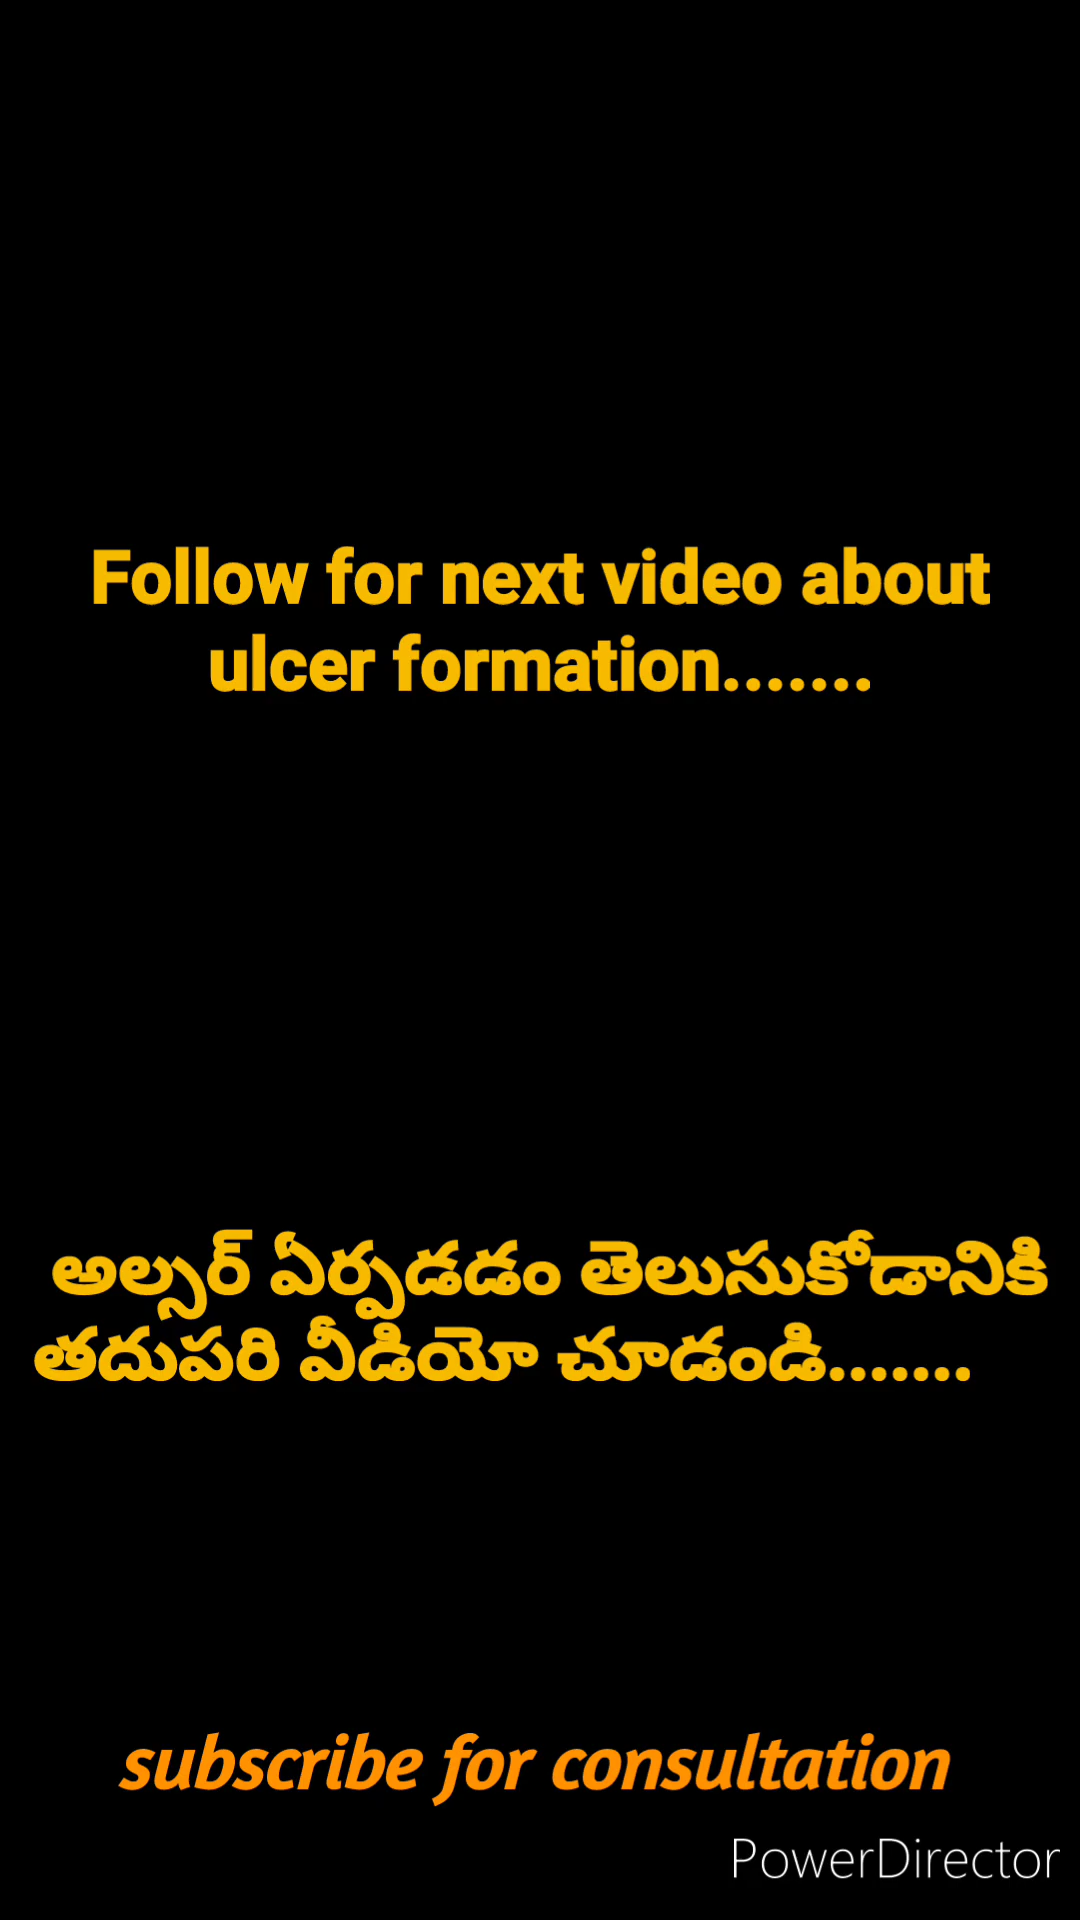 Follow for next video about
ulcer formation.......
అల్సర్ ఏర్పడడం తెలుసుకోడానికి
తదుపరి వీడియో చూడండి.......
subscribe for consultation
PowerDirector